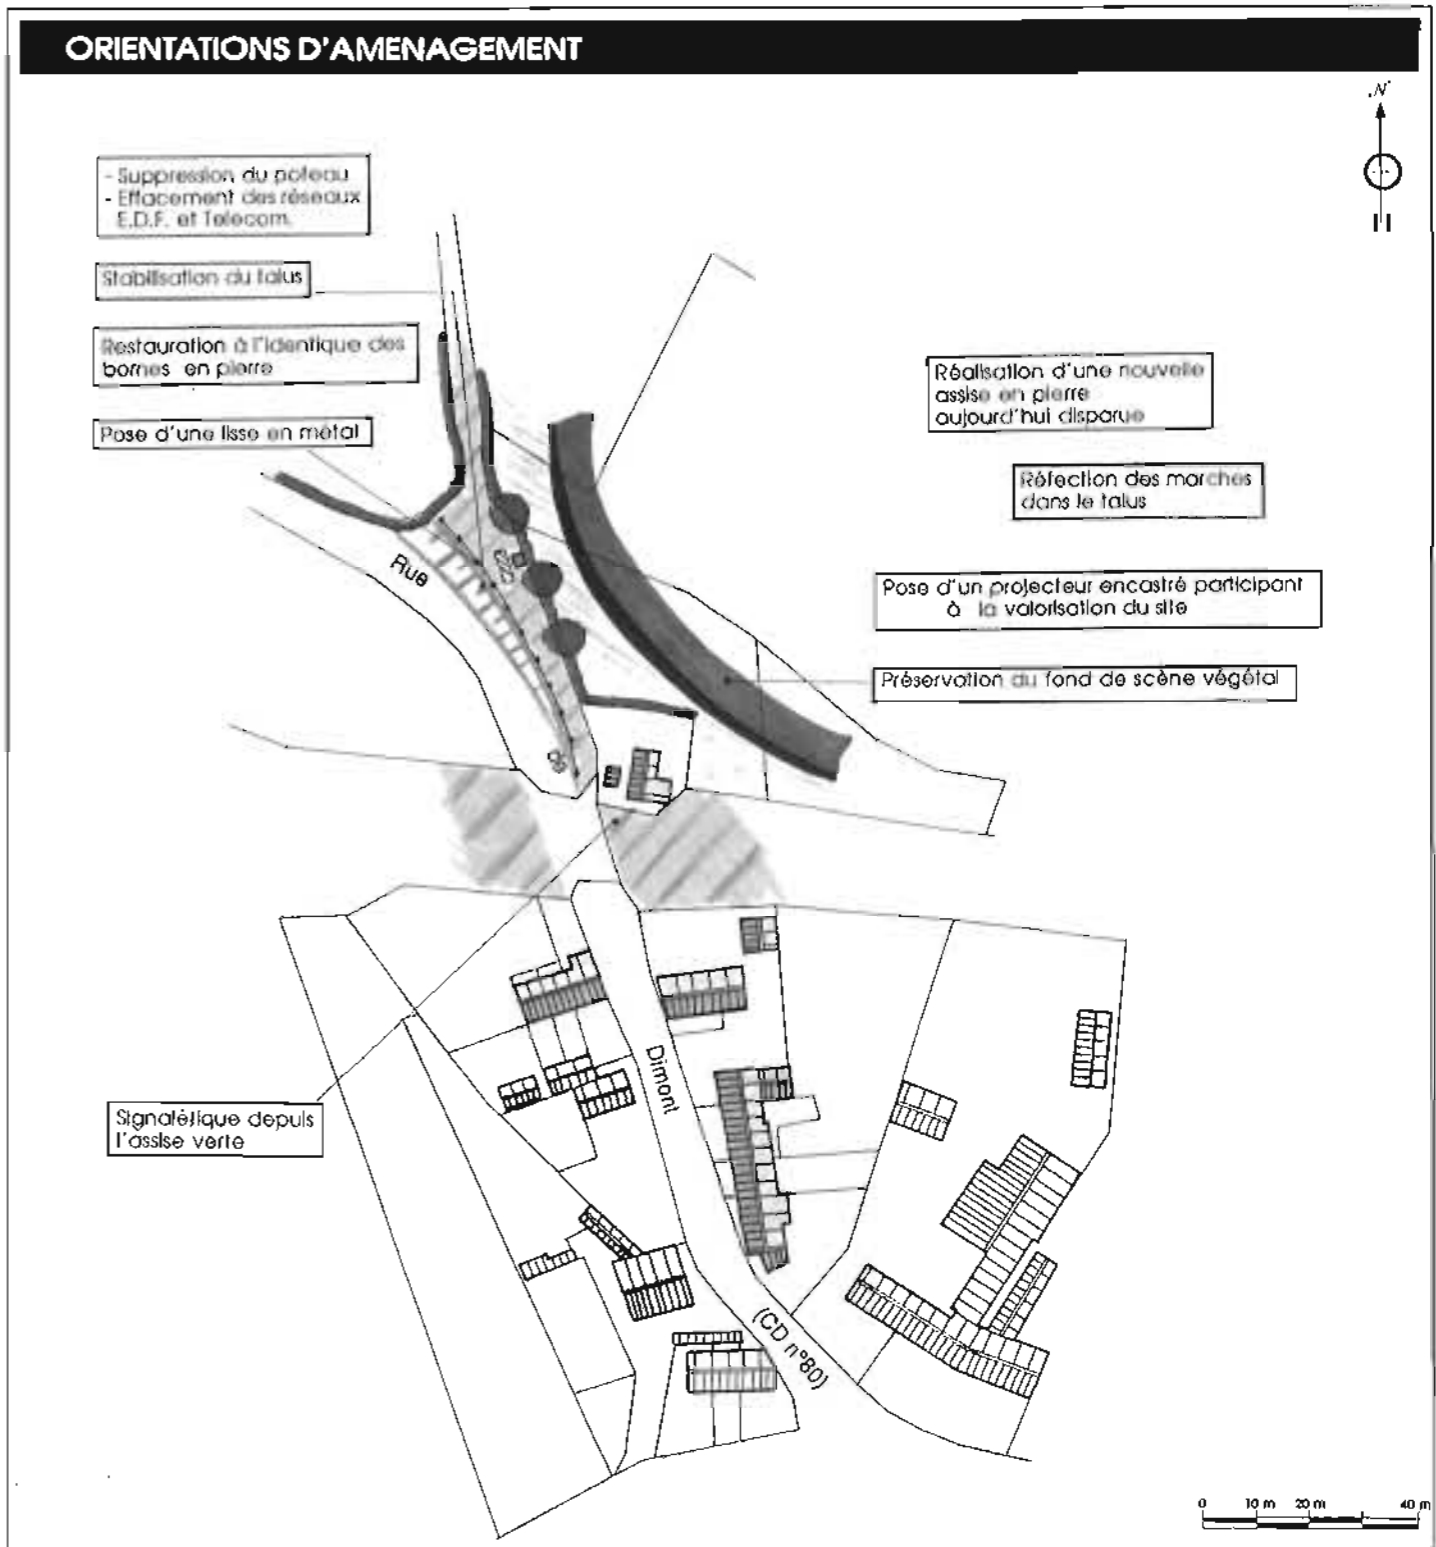 ORIENTATIONS D'AMENAGEMENT
N
- Suppression du poteau
- Effacement des réseaux
E.D.F. et Telecom.
Stabilisation du talus
Restauration à l'identique des
bornes en pierre
Pose d'une lisse en métal
Réalisation d'une nouvelle
assise en pierre
aujourd'hui disparue
Réfection des marches
dans le talus
Pose d'un projecteur encastré participant
à la valorisation du site
Préservation du fond de scène végétal
Rue
Dimont
Signalétique depuis
l'assise verte
(CD n°80)
0 10 m 20 m 40 m